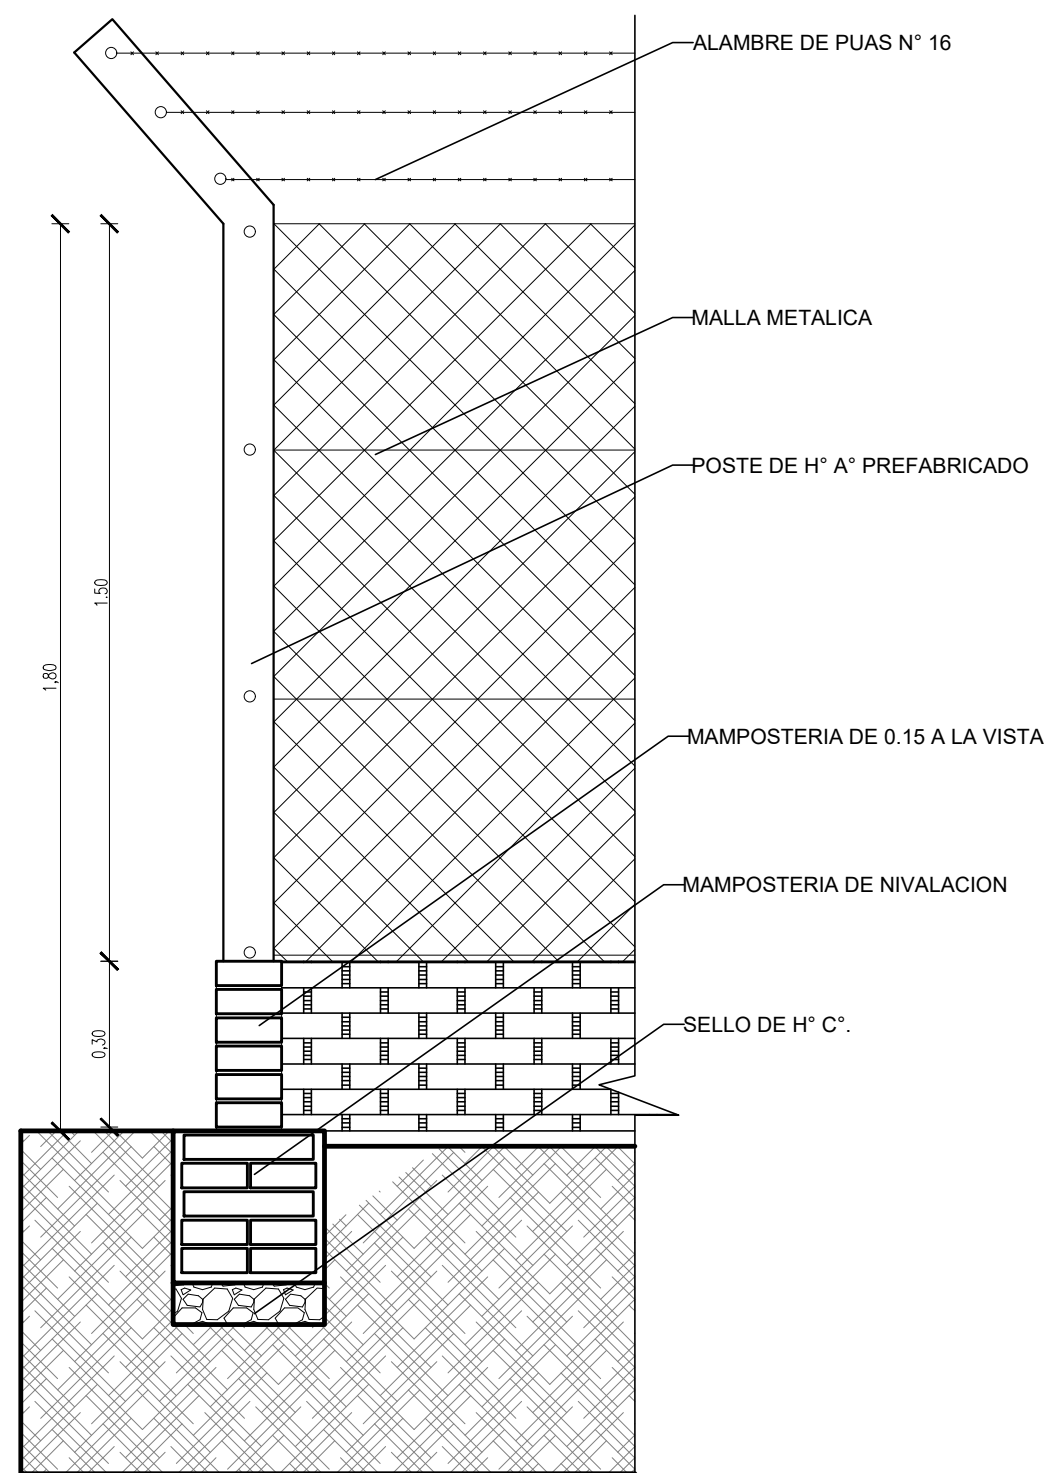 ALAMBRE DE PUAS N° 16
MALLA METALICA
POSTE DE H° A° PREFABRICADO
1.50
1,80
MAMPOSTERIA DE 0.15 A LA VISTA
MAMPOSTERIA DE NIVALACION
SELLO DE H° C°.
0,30